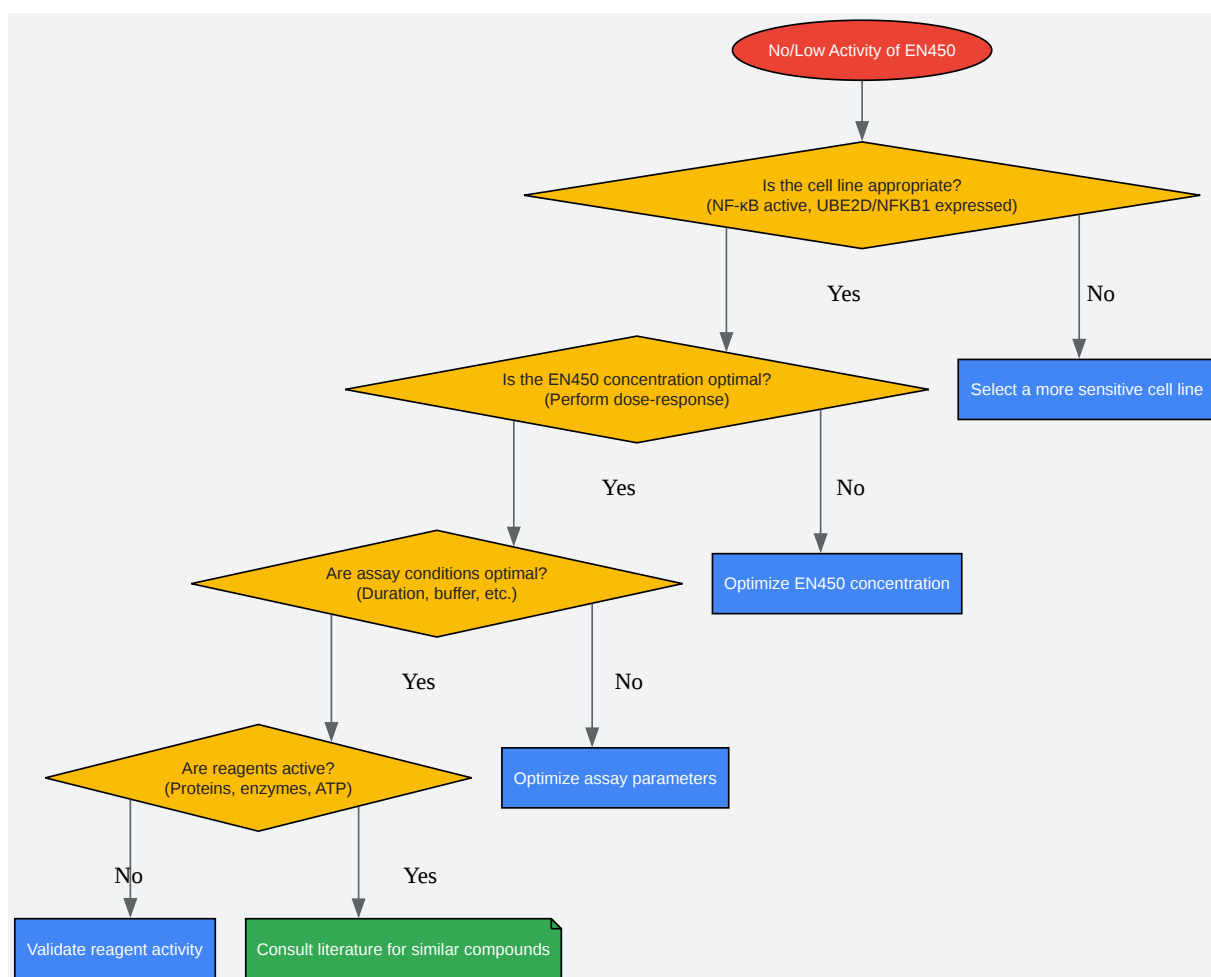 No/Low Activity of EN450
Is the cell line appropriate?
(NF-κB active, UBE2D/NFKB1 expressed)
Yes
No
Is the EN450 concentration optimal?
(Perform dose-response)
Select a more sensitive cell line
Yes
No
Are assay conditions optimal?
(Duration, buffer, etc.)
Optimize EN450 concentration
Yes
No
Are reagents active?
(Proteins, enzymes, ATP)
Optimize assay parameters
No
Yes
Validate reagent activity
Consult literature for similar compounds